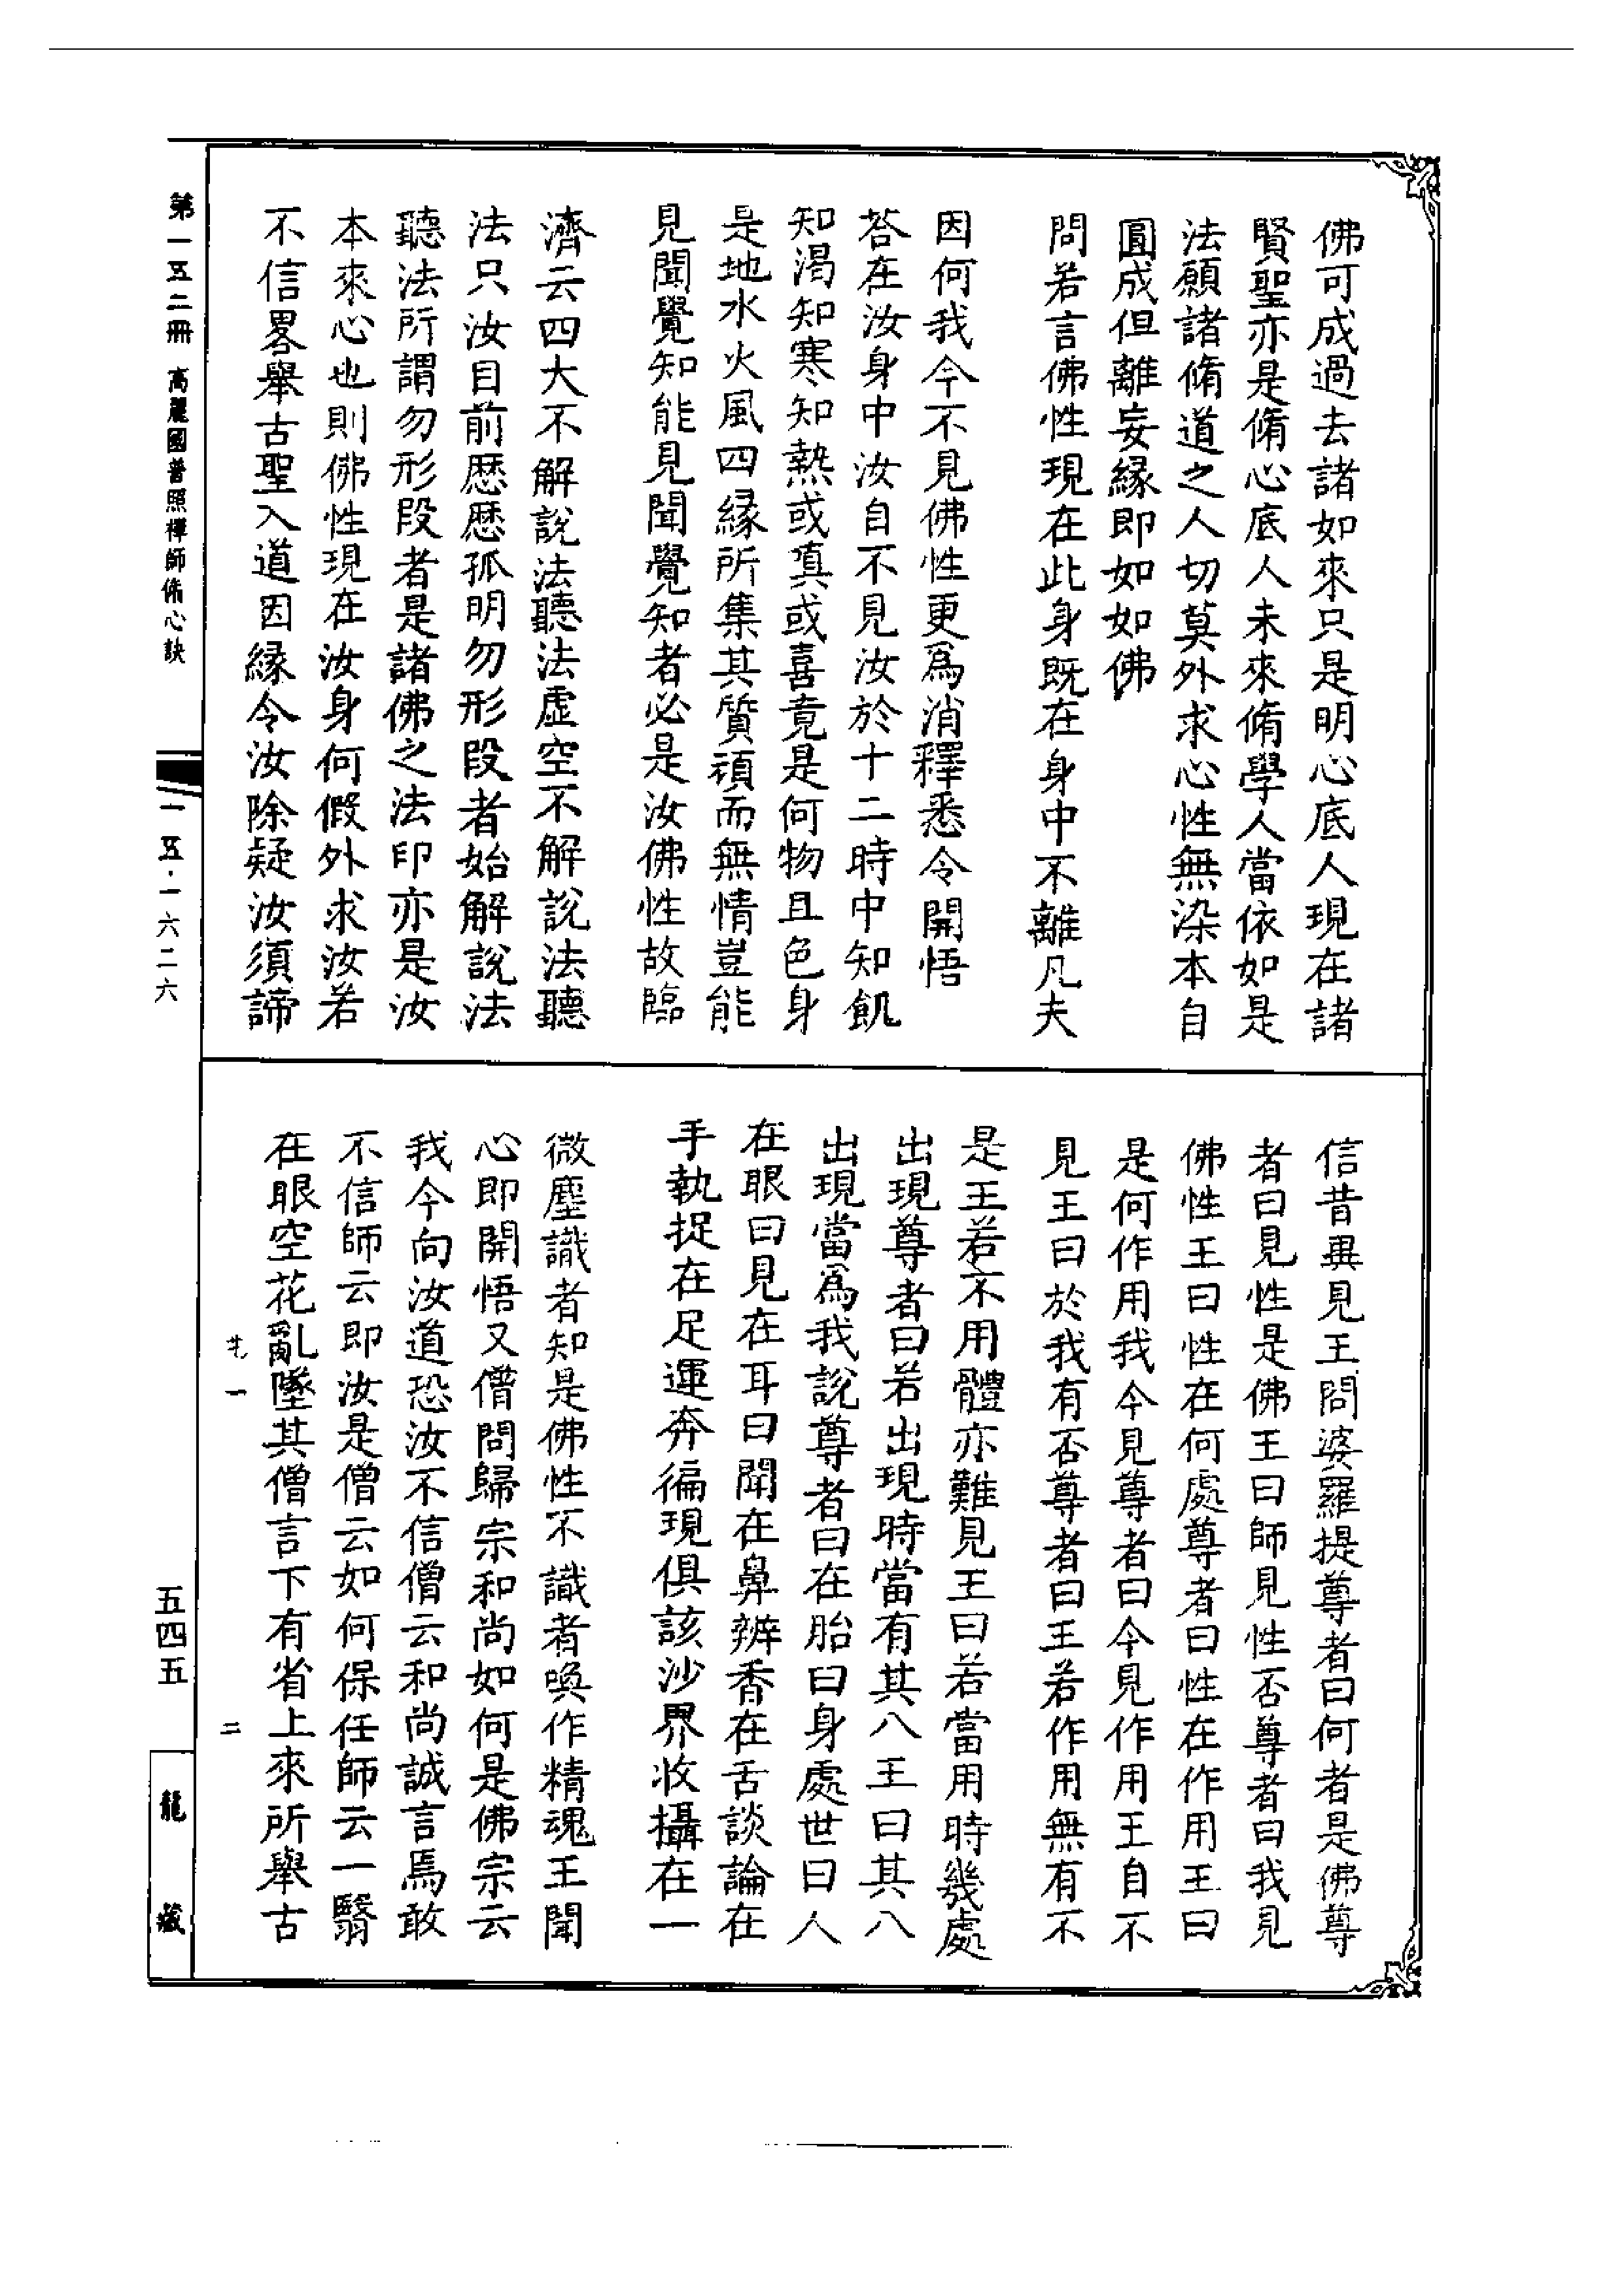 佛可成過去諸如來只是明心底人現在諸
賢聖亦是脩心底人未來脩學人當依如是
法願諸脩道之人切莫外求心性無染本自
圓成但離妄緣即如如佛
問若言佛性現在此身既在身中不離凡夫
因何我今不見佛性更爲消釋悉令開悟
荅在汝身中汝自不見汝於十二時中知飢
知渴知寒知熱或嗔或喜竟是何物且色身
是地水火風四緣所集其質頑而無情豈能
見聞覺知能見聞覺知者必是汝佛性故臨
濟云四大不解說法聽法虛空不解說法聽
法只汝目前歷歷孤明勿形段者始解說法
聽法所謂勿形段者是諸佛之法印亦是汝
本來心也則佛性現在汝身何假外求汝若
不信畧舉古聖入道因緣令汝除疑汝須諦
信昔異見王問婆羅提尊者曰何者是佛尊
者曰見性是佛王曰師見性否尊者曰我見
佛性王曰性在何處尊者曰性在作用王曰
是何作用我今見尊者曰今見作用王自不
見王曰於我有否尊者曰王若作用無有不
是王若不用體亦難見王曰若當用時幾處
出現尊者曰若出現時當有其八王曰其八
出現當爲我說尊者曰在胎曰身處世曰人
在眼曰見在耳曰聞在鼻辨香在舌談論在
手執捉在足運奔徧現俱該沙界收攝在一
微塵識者知是佛性不識者喚作精魂王聞
心即開悟又僧問歸宗和尚如何是佛宗云
我今向汝道恐汝不信僧云和尚誠言焉敢
不信師云即汝是僧云如何保任師云一翳
在眼空花亂墜其僧言下有省上來所舉古
一 二
第一五二冊 高麗國普照禪師脩心訣
一五·一六二六
五四五
龍藏